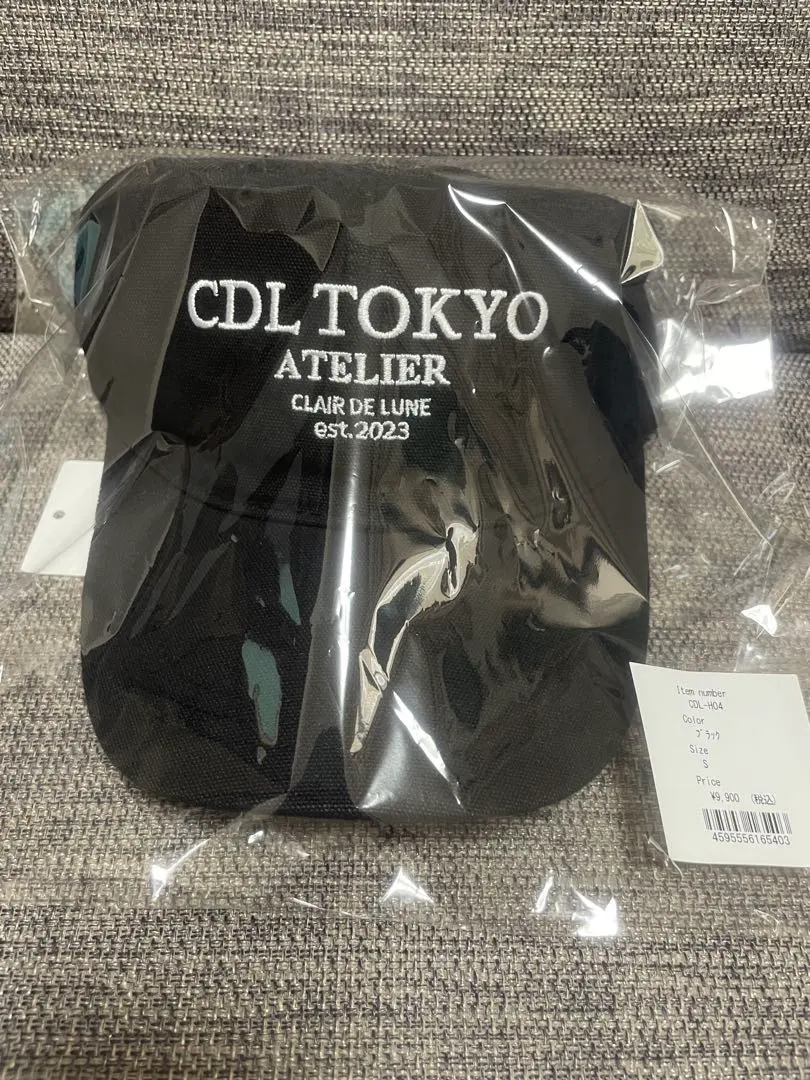 CDL TOKYO
ATELIER
CLAIR DE LUNE
est.2023
Item number
CDL-H04
Color
ブラック
Size
S
Price
¥9,900 (税込)
4595556165403